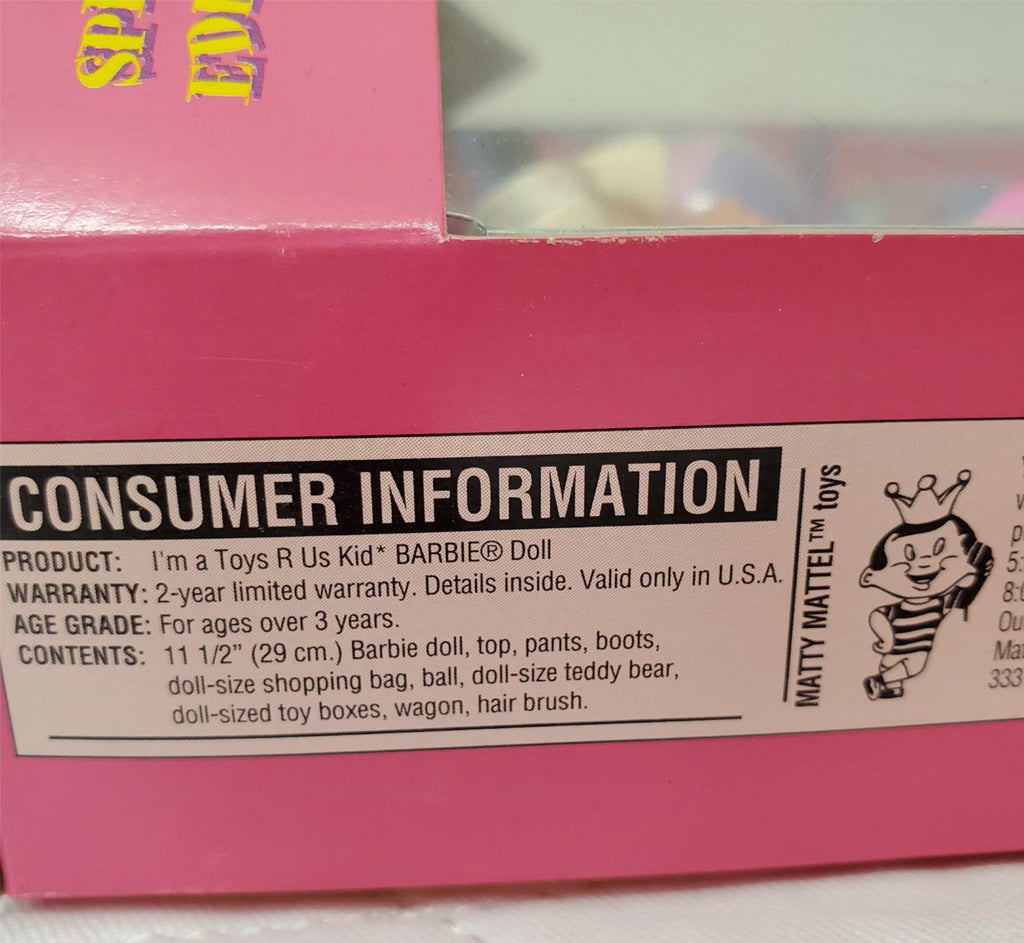 CONSUMER INFORMATION
PRODUCT: I'm a Toys R Us Kid* BARBIE® Doll
WARRANTY: 2-year limited warranty. Details inside. Valid only in U.S.A.
AGE GRADE: For ages over 3 years.
CONTENTS: 11 1/2" (29 cm.) Barbie doll, top, pants, boots,
doll-size shopping bag, ball, doll-size teddy bear,
doll-sized toy boxes, wagon, hair brush.
MATTY MATTEL™ toys
333